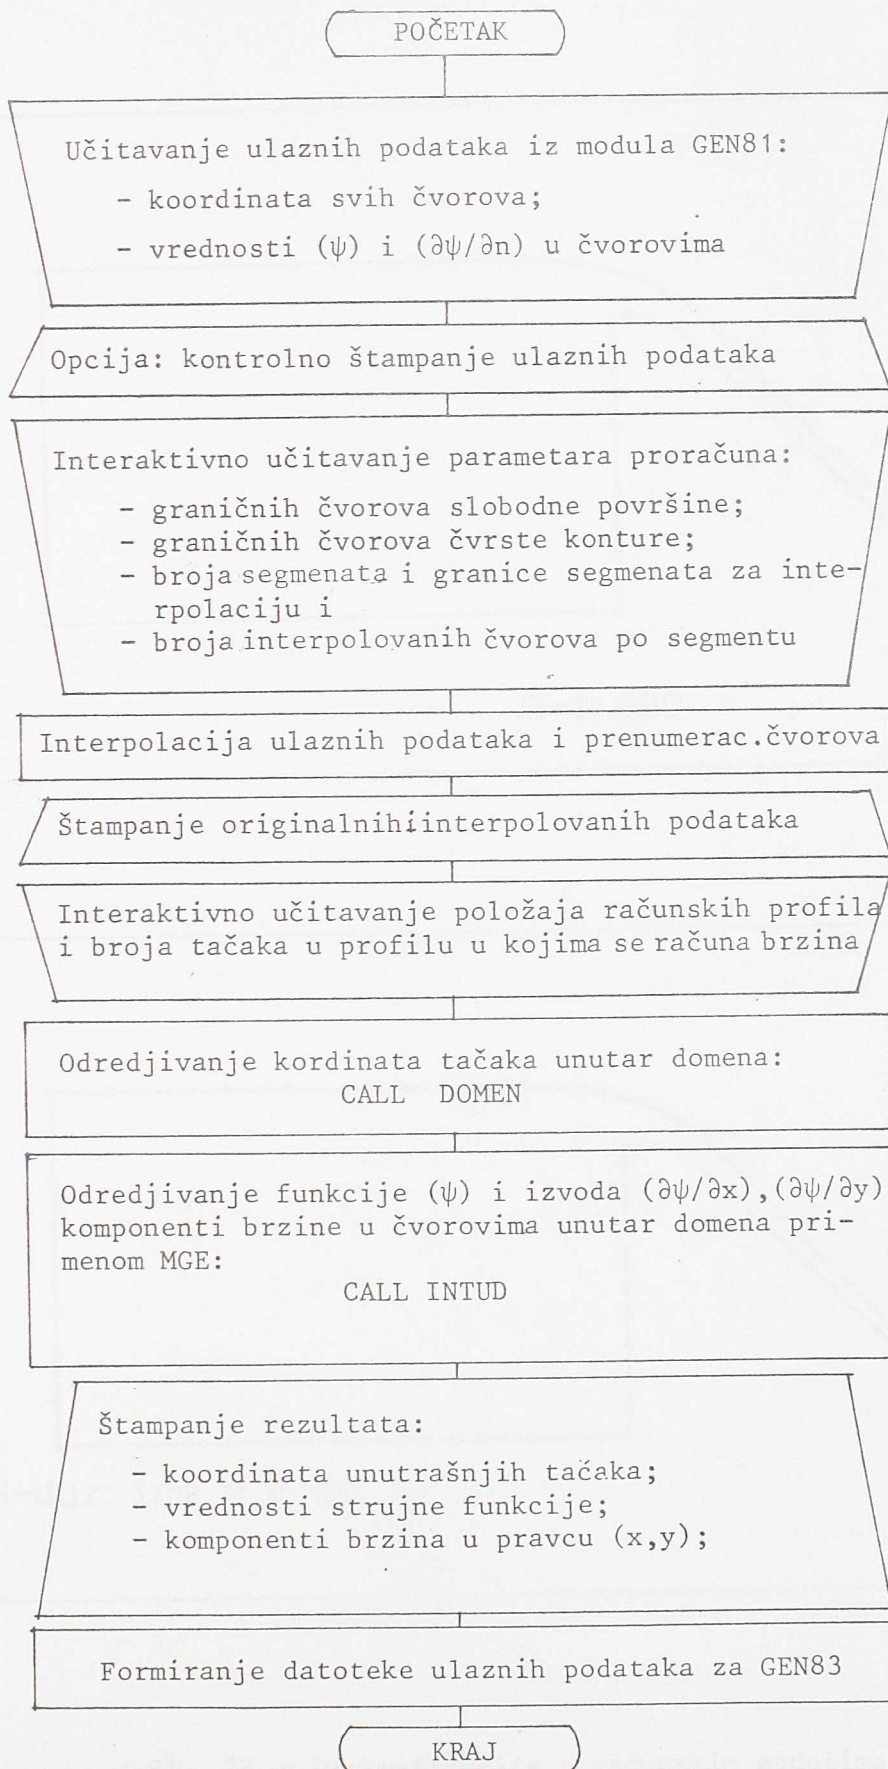 POČETAK
Učitavanje ulaznih podataka iz modula GEN81:
- koordinata svih čvorova;
- vrednosti (ψ) i (∂ψ/∂n) u čvorovima
Opcija: kontrolno štampanje ulaznih podataka
Interaktivno učitavanje parametara proračuna:
- graničnih čvorova slobodne površine;
- graničnih čvorova čvrste konture;
- broja segmenata i granice segmenata za inte-
rpolaciju i
- broja interpolovanih čvorova po segmentu
Interpolacija ulaznih podataka i prenumerac.čvorova
Štampanje originalnih i interpolovanih podataka
Interaktivno učitavanje položaja računskih profila
i broja tačaka u profilu u kojima se računa brzina
Odredjivanje kordinata tačaka unutar domena:
CALL DOMEN
Odredjivanje funkcije (ψ) i izvoda (∂ψ/∂x),(∂ψ/∂y)
komponenti brzine u čvorovima unutar domena pri-
menom MGE:
CALL INTUD
Štampanje rezultata:
- koordinata unutrašnjih tačaka;
- vrednosti strujne funkcije;
- komponenti brzina u pravcu (x,y);
Formiranje datoteke ulaznih podataka za GEN83
KRAJ